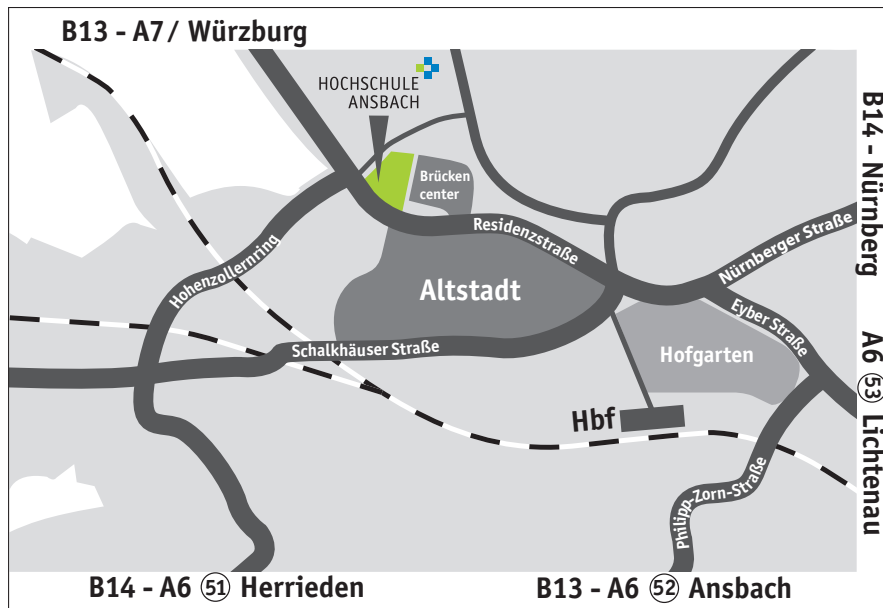 B13 - A7 / Würzburg
HOCHSCHULE
ANSBACH
Brücken
center
B14 - Nürnberg
Residenzstraße
Nürnberger Straße
Hohenzollernring
Altstadt
Eyber Straße
Schalkhäuser Straße
Hofgarten
A6 53 Lichtenau
Hbf
Philipp-Zorn-Straße
B14 - A6 51 Herrieden
B13 - A6 52 Ansbach